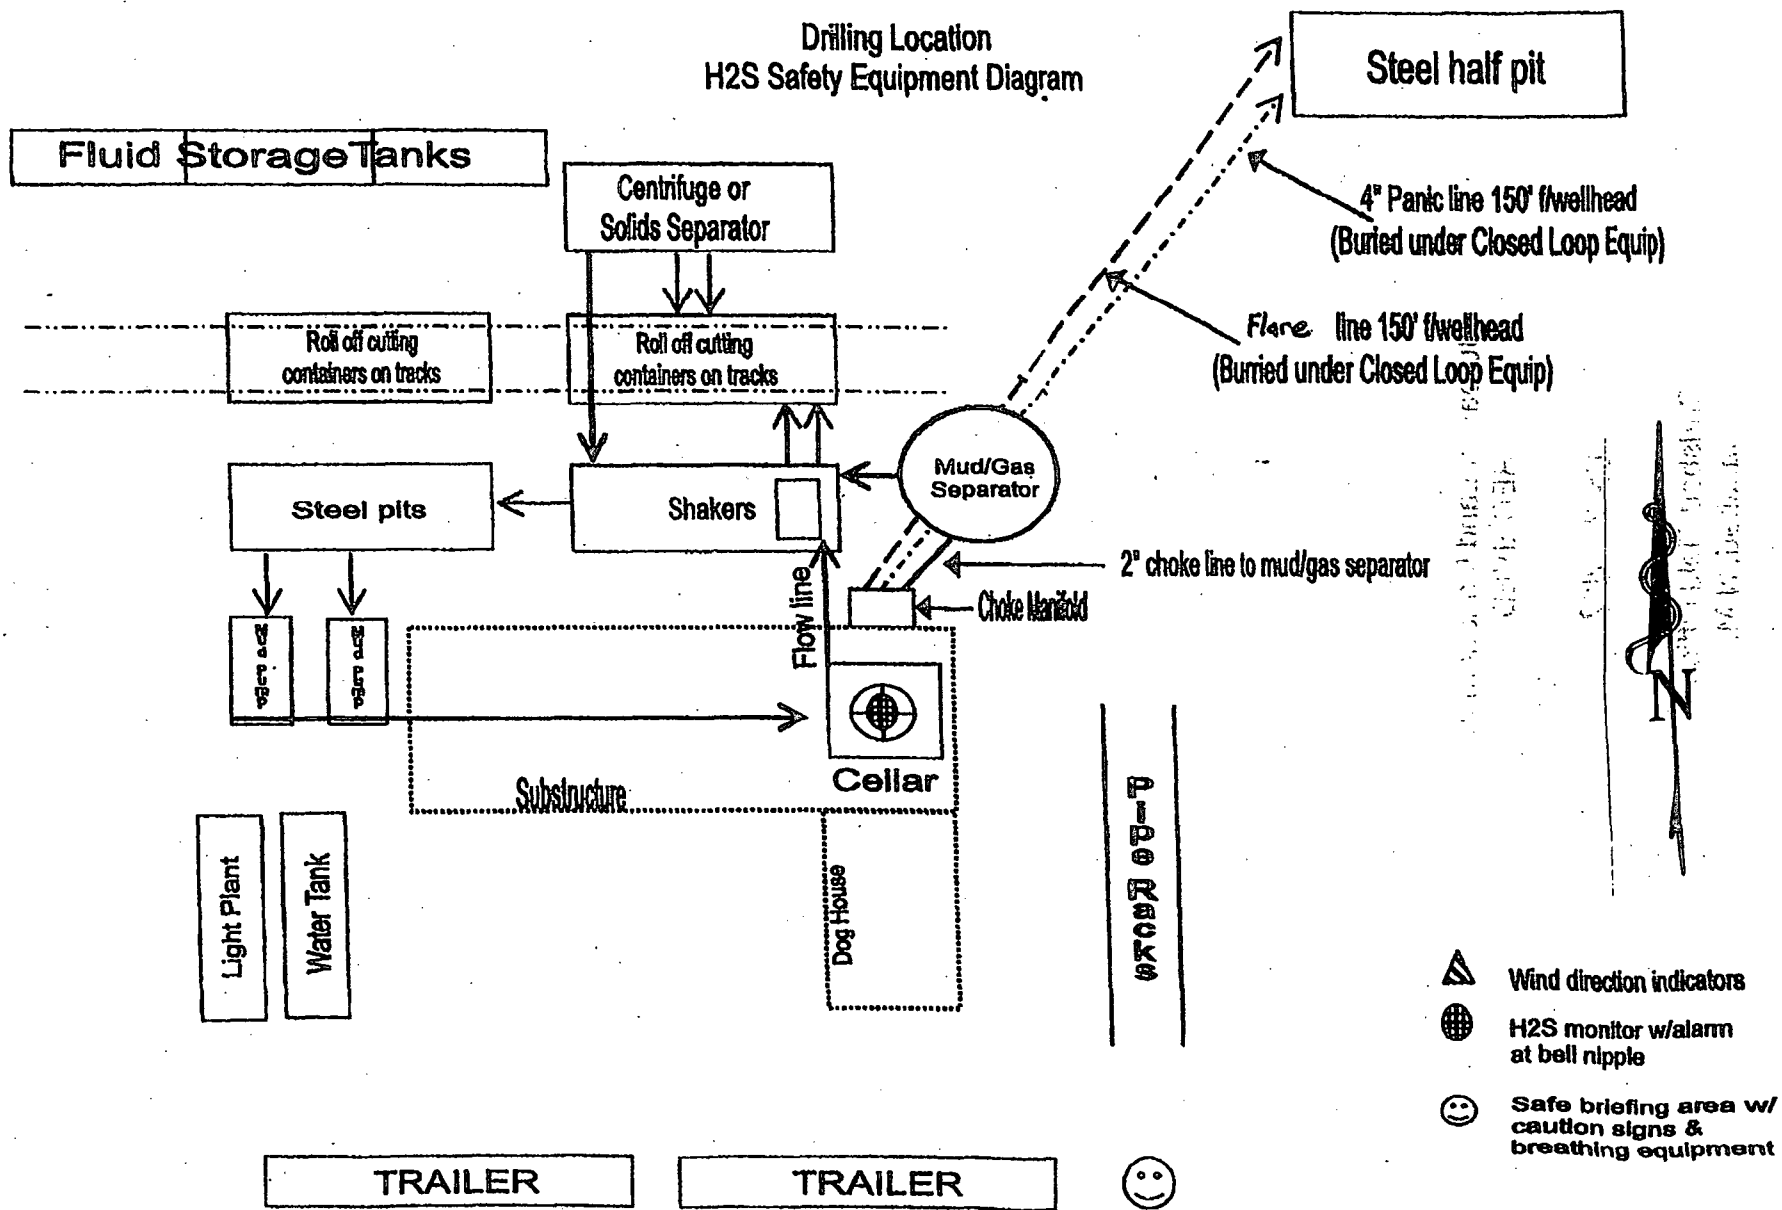 Drilling Location
H2S Safety Equipment Diagram
Steel half pit
Fluid StorageTanks
Centrifuge or
Solids Separator
4" Panic line 150' f/wellhead
(Buried under Closed Loop Equip)
Flare line 150' f/wellhead
(Burried under Closed Loop Equip)
Roll off cutting
containers on tracks
Roll off cutting
containers on tracks
Mud/Gas
Separator
Steel pits
Shakers
2" choke line to mud/gas separator
Choke Manifold
Flow line
Cellar
Substructure
Pipe Racks
N
Light Plant
Water Tank
Dog House
Wind direction indicators
H2S monitor w/alarm
at bell nipple
Safe briefing area w/
caution signs &
breathing equipment
TRAILER
TRAILER